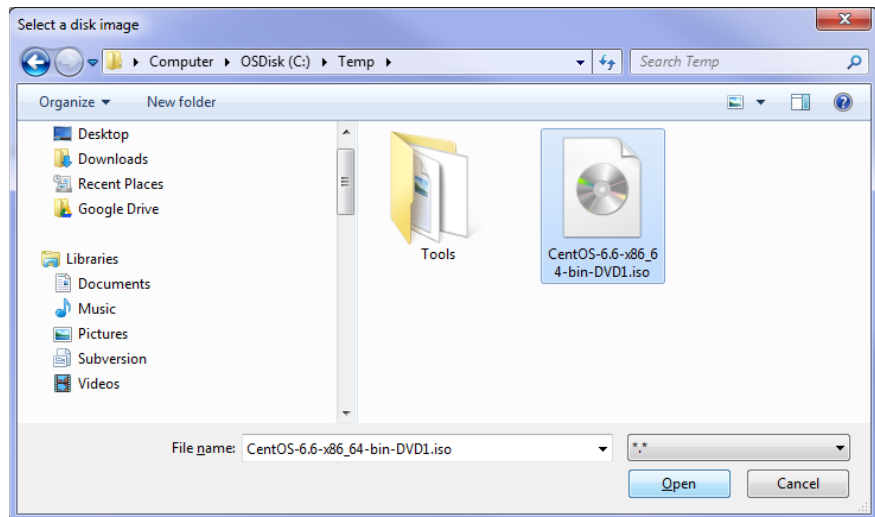 Select a disk image
Computer OSDisk (C:) Temp
Search Temp
Organize New folder
Desktop
Downloads
Recent Places
Google Drive
Libraries
Documents
Music
Pictures
Subversion
Videos
Tools
CentOS-6.6-x86_6
4-bin-DVD1.iso
File name: CentOS-6.6-x86_64-bin-DVD1.iso *.*
Open Cancel